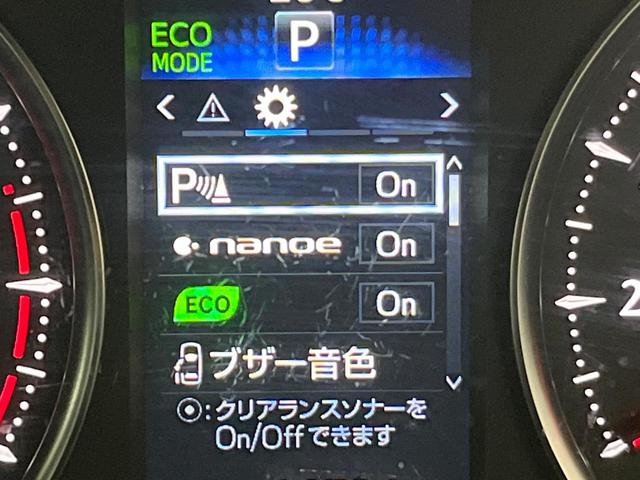 ECO
MODE
P
P On
nanoe On
ECO On
ブザー音色
⦿:クリアランスソナーを
On/Offできます
2